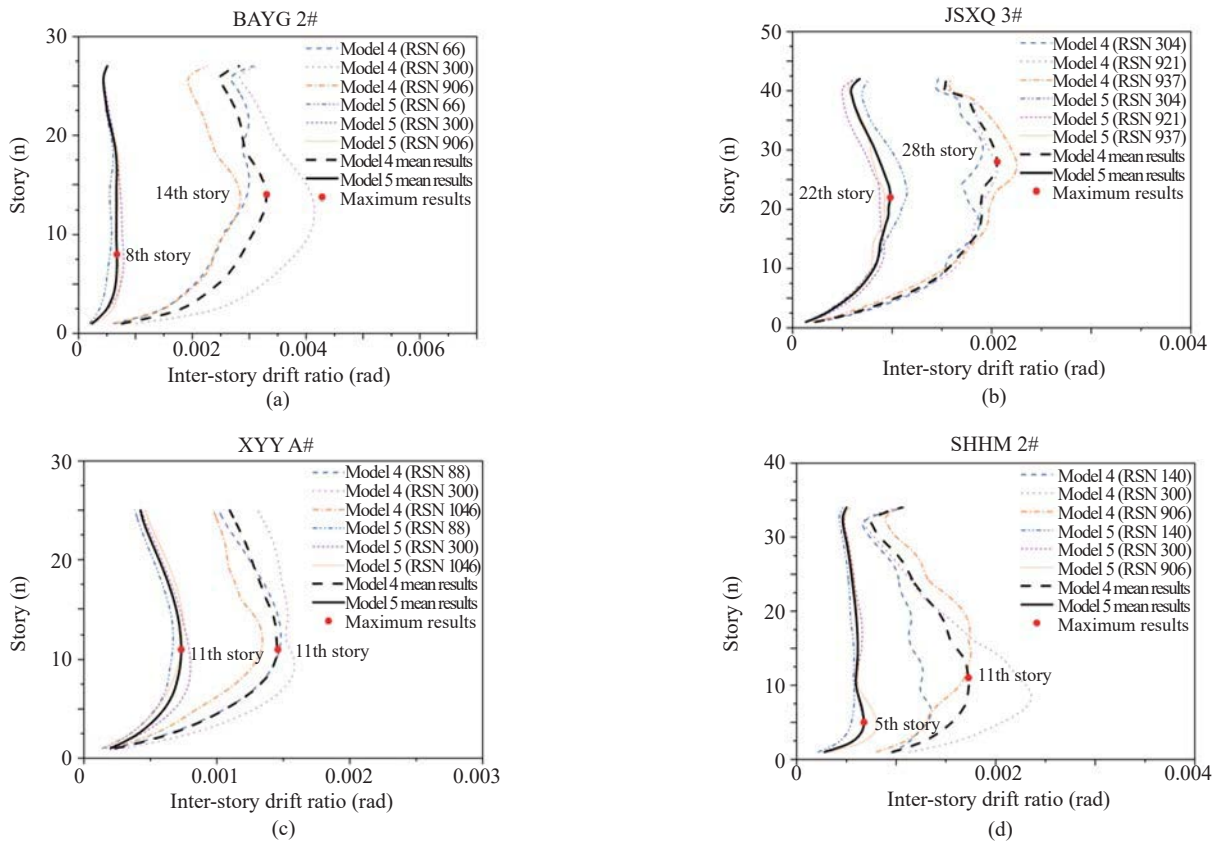 BAYG 2#
30
20
10
0
Story (n)
Model 4 (RSN 66)
Model 4 (RSN 300)
Model 4 (RSN 906)
Model 5 (RSN 66)
Model 5 (RSN 300)
Model 5 (RSN 906)
Model 4 mean results
Model 5 mean results
Maximum results
14th story
8th story
0 0.002 0.004 0.006
Inter-story drift ratio (rad)
(a)
JSXQ 3#
50
40
30
20
10
0
Story (n)
Model 4 (RSN 304)
Model 4 (RSN 921)
Model 4 (RSN 937)
Model 5 (RSN 304)
Model 5 (RSN 921)
Model 5 (RSN 937)
Model 4 mean results
Model 5 mean results
Maximum results
28th story
22th story
0 0.002 0.004
Inter-story drift ratio (rad)
(b)
XYY A#
30
20
10
0
Story (n)
Model 4 (RSN 88)
Model 4 (RSN 300)
Model 4 (RSN 1046)
Model 5 (RSN 88)
Model 5 (RSN 300)
Model 5 (RSN 1046)
Model 4 mean results
Model 5 mean results
Maximum results
11th story 11th story
0 0.001 0.002 0.003
Inter-story drift ratio (rad)
(c)
SHHM 2#
40
30
20
10
0
Story (n)
Model 4 (RSN 140)
Model 4 (RSN 300)
Model 4 (RSN 906)
Model 5 (RSN 140)
Model 5 (RSN 300)
Model 5 (RSN 906)
Model 4 mean results
Model 5 mean results
Maximum results
11th story
5th story
0 0.002 0.004
Inter-story drift ratio (rad)
(d)